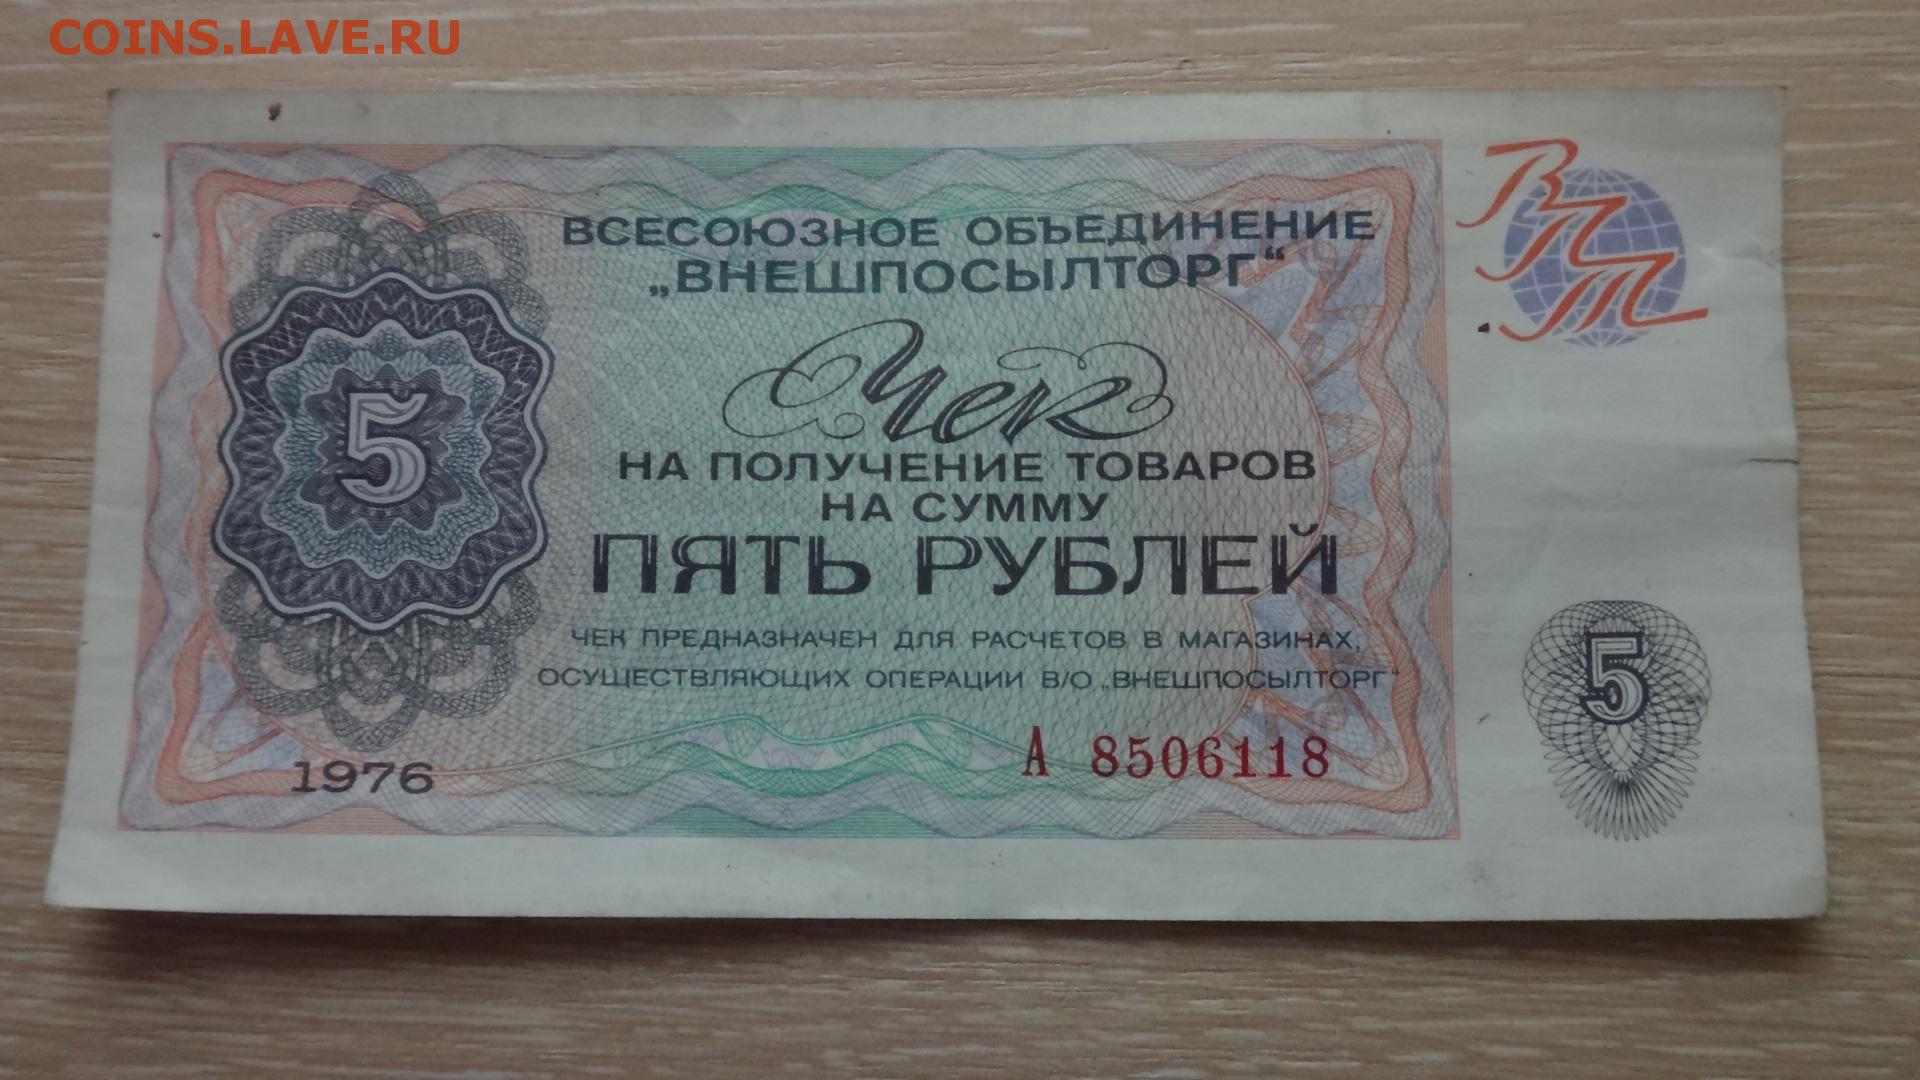 COINS.LAVE.RU
ВСЕСОЮЗНОЕ ОБЪЕДИНЕНИЕ
„ВНЕШПОСЫЛТОРГ“
ВПТ
Чек
НА ПОЛУЧЕНИЕ ТОВАРОВ
НА СУММУ
5
ПЯТЬ РУБЛЕЙ
ЧЕК ПРЕДНАЗНАЧЕН ДЛЯ РАСЧЕТОВ В МАГАЗИНАХ,
ОСУЩЕСТВЛЯЮЩИХ ОПЕРАЦИИ В/О „ВНЕШПОСЫЛТОРГ“
5
1976
А 8506118